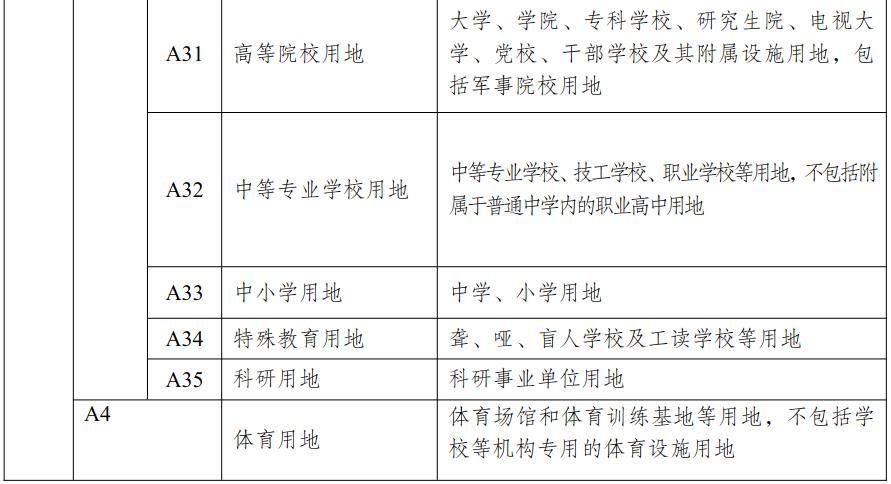 A31
高等院校用地
大学、学院、专科学校、研究生院、电视大
学、党校、干部学校及其附属设施用地，包
括军事院校用地
A32
中等专业学校用地
中等专业学校、技工学校、职业学校等用地，不包括附
属于普通中学内的职业高中用地
A33
中小学用地
中学、小学用地
A34
特殊教育用地
聋、哑、盲人学校及工读学校等用地
A35
科研用地
科研事业单位用地
A4
体育用地
体育场馆和体育训练基地等用地，不包括学
校等机构专用的体育设施用地